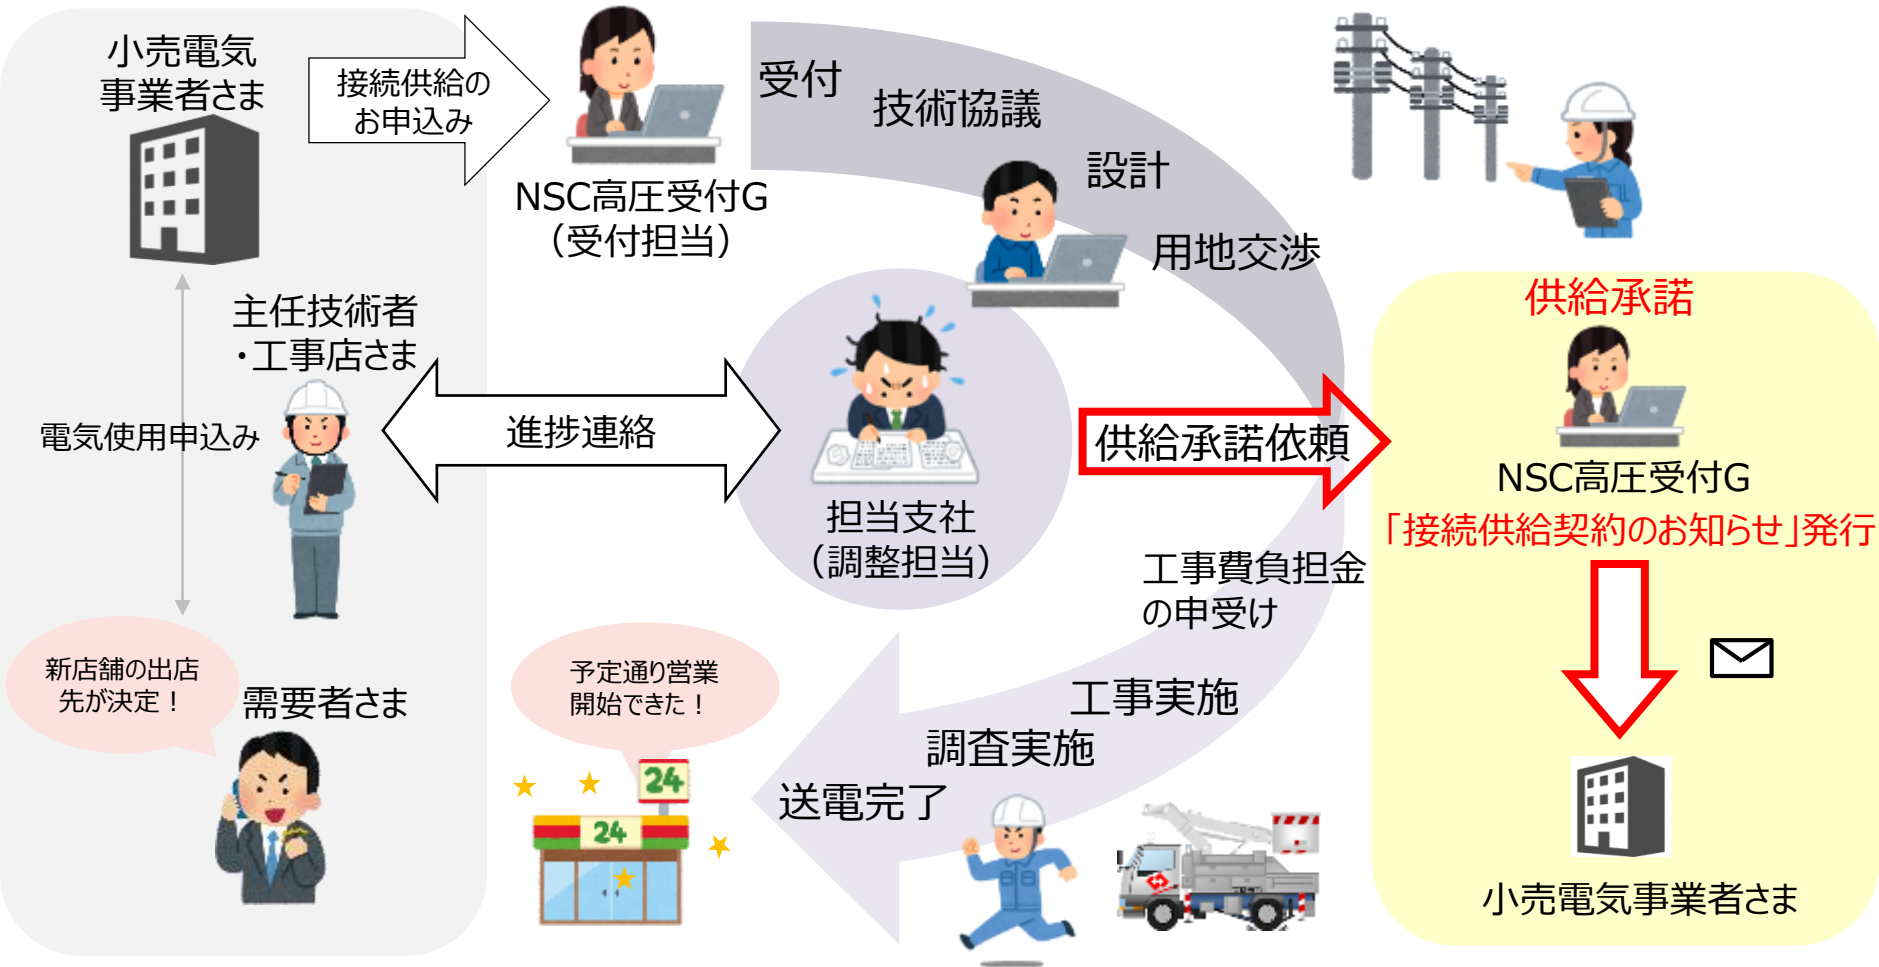 小売電気
事業者さま
接続供給の
お申込み
NSC高圧受付G
（受付担当）
受付
技術協議
設計
用地交渉
主任技術者
・工事店さま
電気使用申込み
進捗連絡
担当支社
（調整担当）
供給承諾依頼
供給承諾
NSC高圧受付G
「接続供給契約のお知らせ」発行
小売電気事業者さま
工事費負担金
の申受け
工事実施
調査実施
送電完了
新店舗の出店
先が決定！
需要者さま
予定通り営業
開始できた！
24
24